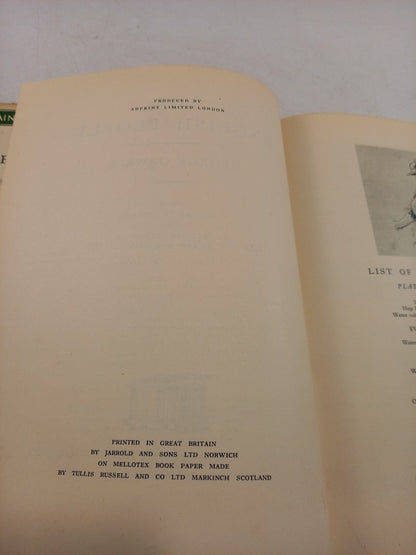 PRODUCED BY
ADPRINT LIMITED LONDON
PRINTED IN GREAT BRITAIN
BY JARROLD AND SONS LTD NORWICH
ON MELLOTEX BOOK PAPER MADE
BY TULLIS RUSSELL AND CO LTD MARKINCH SCOTLAND
LIST OF